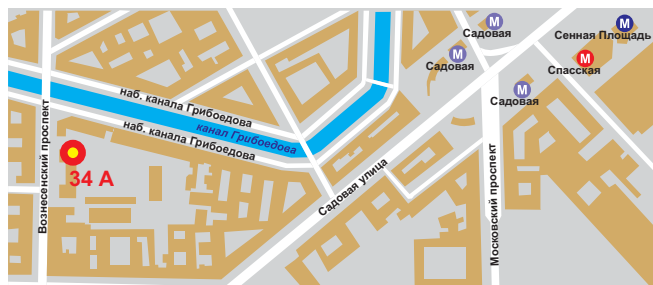 М
Садовая
М
Сенная Площадь
М
Садовая
М
Спасская
М
Садовая
наб. канала Грибоедова
канал Грибоедова
наб. канала Грибоедова
Вознесенский проспект
34 А
Садовая улица
Московский проспект